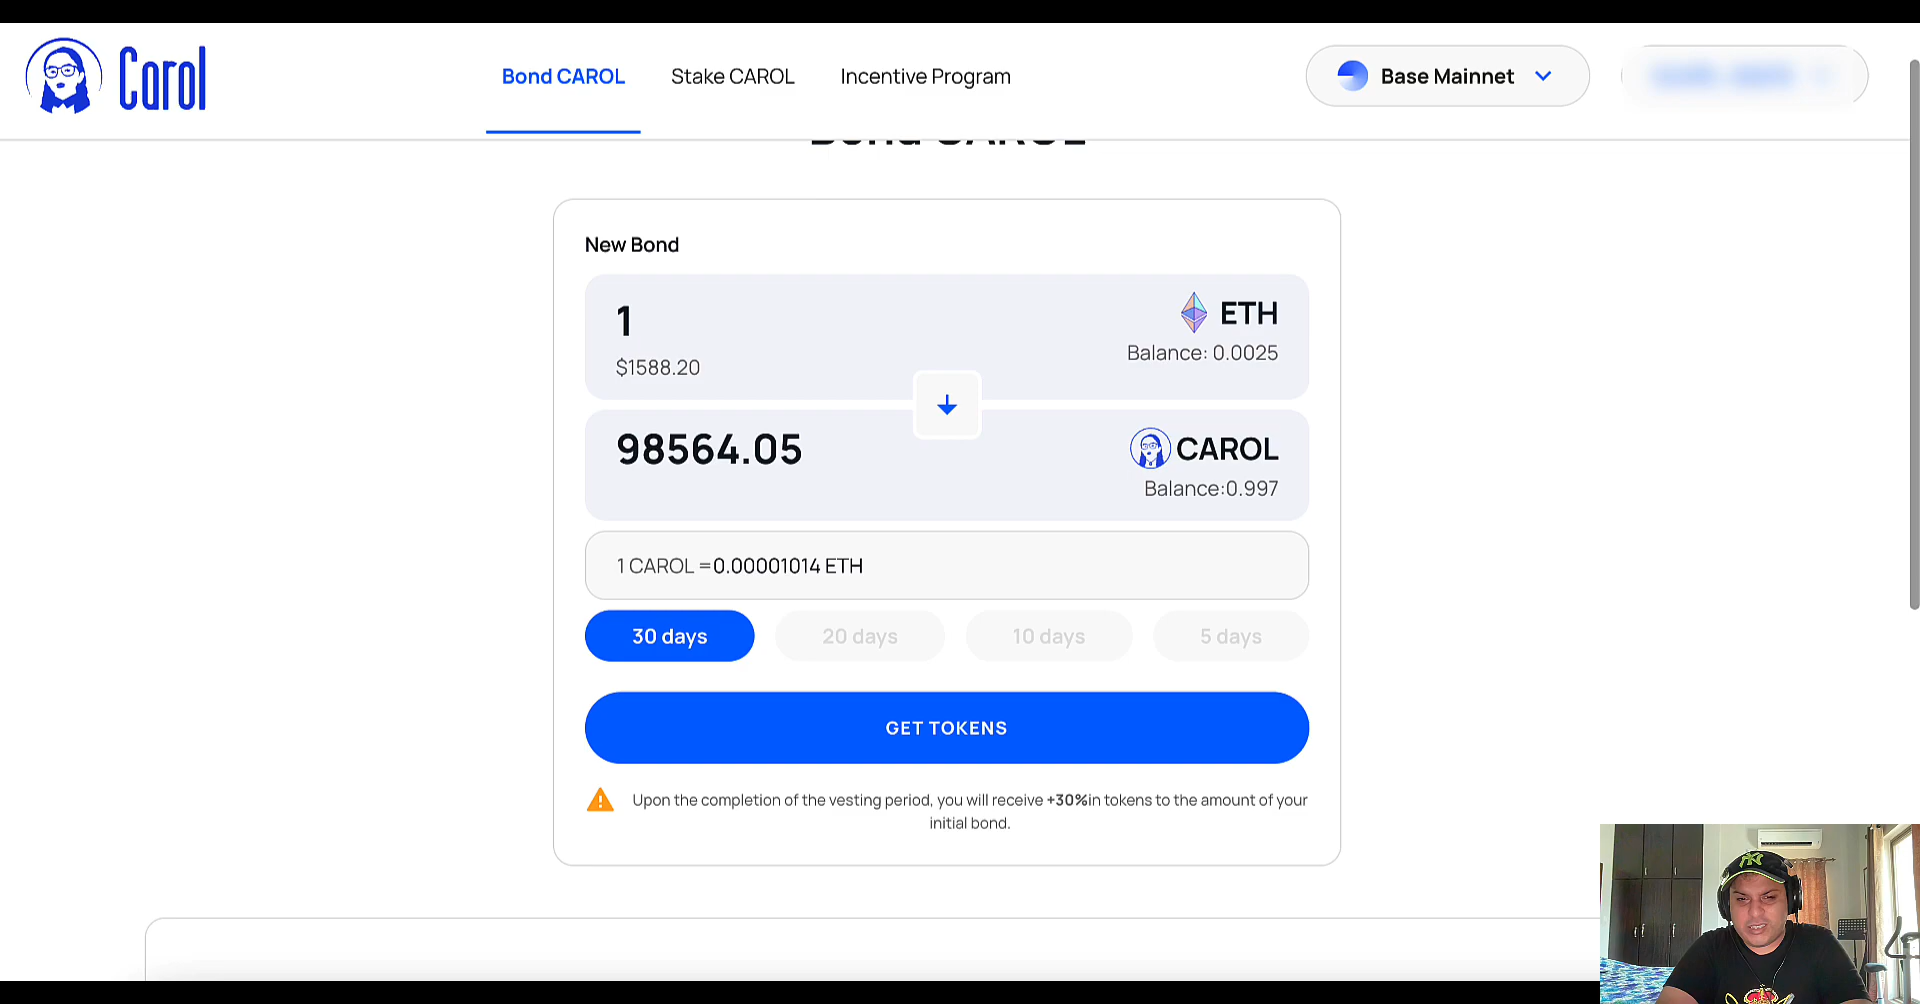 Carol
Bond CAROL
Stake CAROL
Incentive Program
Base Mainnet
Bond CAROL
New Bond
1
ETH
$1588.20
Balance: 0.0025
98564.05
CAROL
Balance:0.997
1 CAROL =0.00001014 ETH
30 days
20 days
10 days
5 days
GET TOKENS
Upon the completion of the vesting period, you will receive +30%in tokens to the amount of your
initial bond.